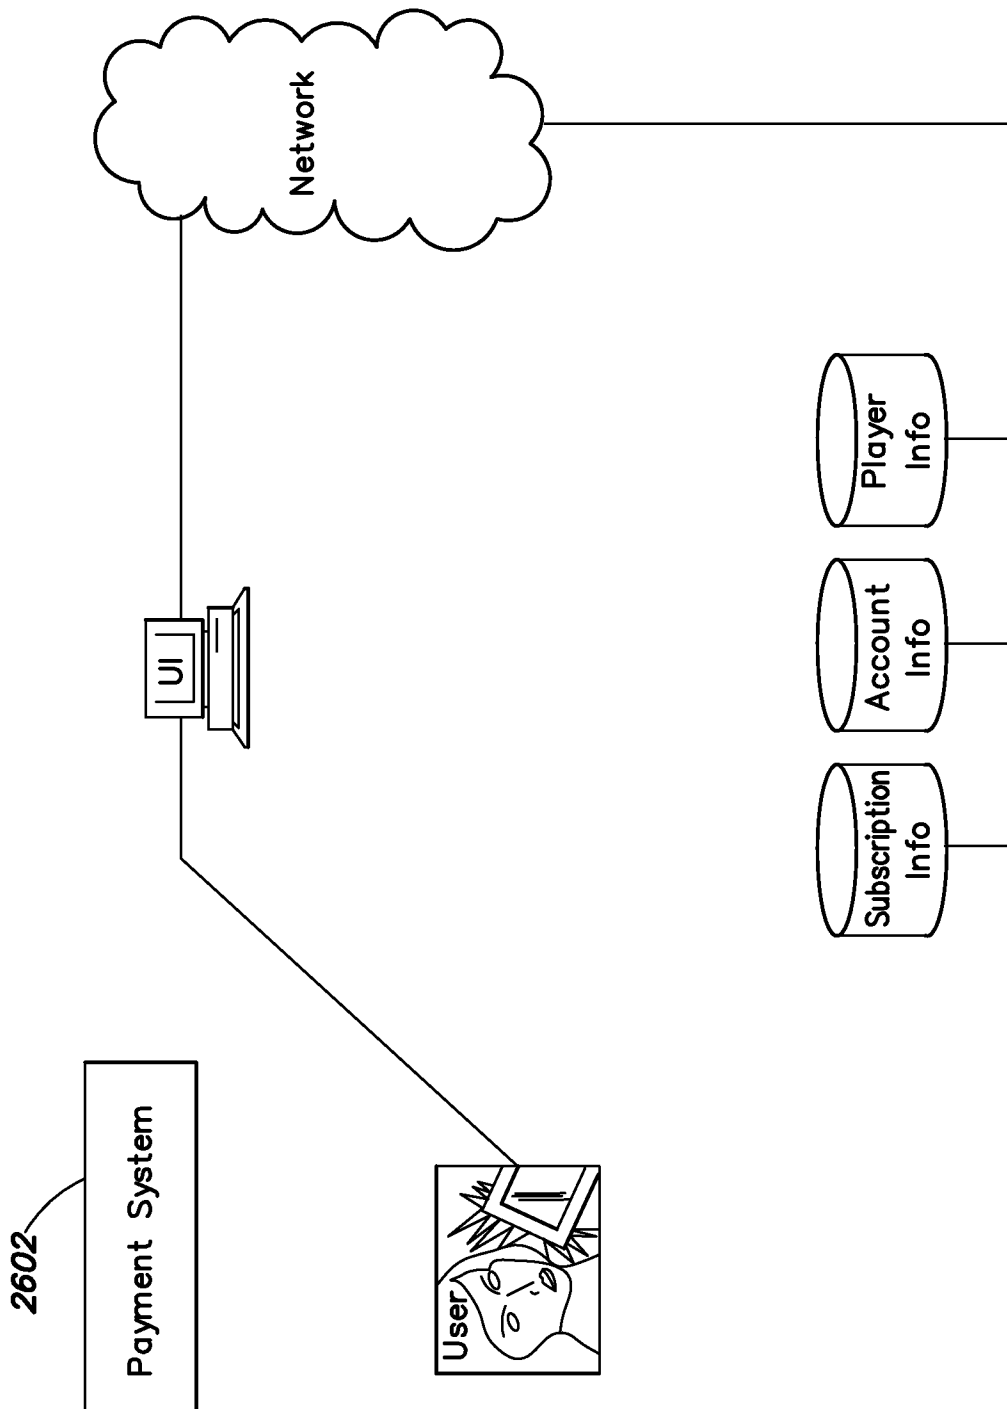 2602
Payment System
User
UI
Network
Subscription
Info
Account
Info
Player
Info